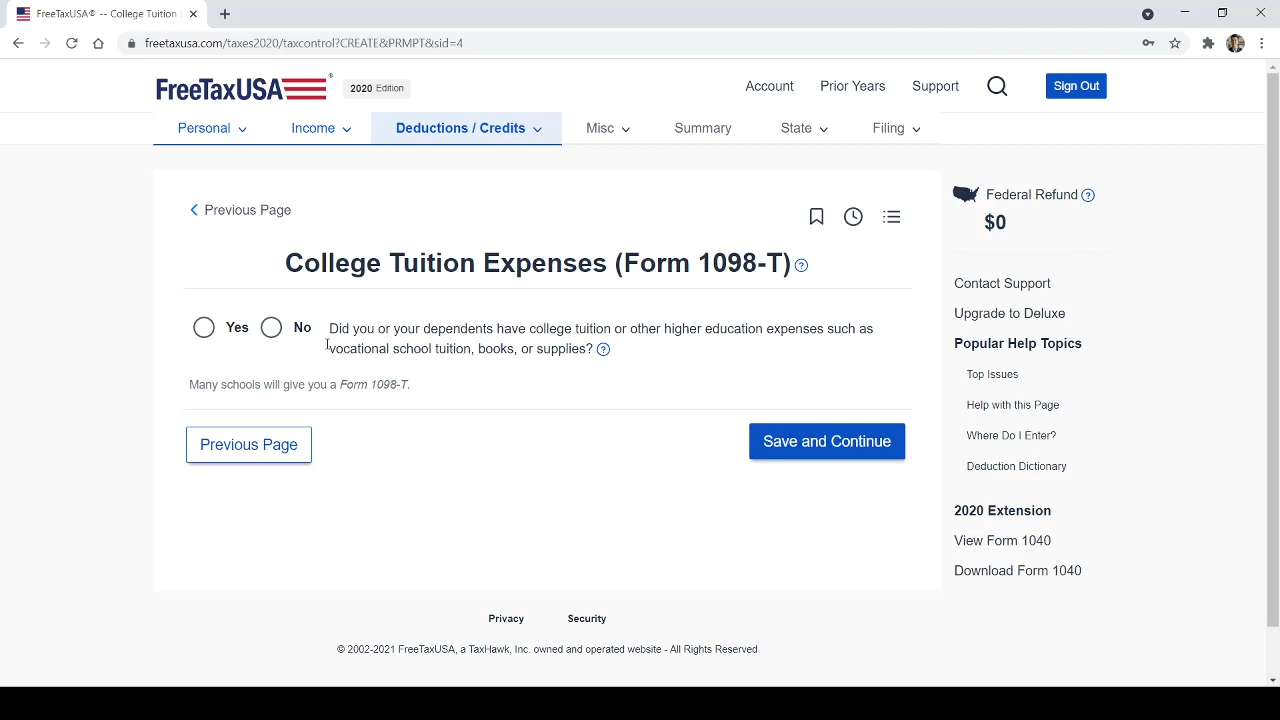 FreeTaxUSA® -- College Tuition
freetaxusa.com/taxes2020/taxcontrol?CREATE&PRMPT&sid=4
FreeTaxUSA®
2020 Edition
Account
Prior Years
Support
Sign Out
Personal
Income
Deductions / Credits
Misc
Summary
State
Filing
Previous Page
College Tuition Expenses (Form 1098-T) ?
Yes
No
Did you or your dependents have college tuition or other higher education expenses such as
vocational school tuition, books, or supplies? ?
Many schools will give you a Form 1098-T.
Previous Page
Save and Continue
Federal Refund ?
$0
Contact Support
Upgrade to Deluxe
Popular Help Topics
Top Issues
Help with this Page
Where Do I Enter?
Deduction Dictionary
2020 Extension
View Form 1040
Download Form 1040
Privacy
Security
© 2002-2021 FreeTaxUSA, a TaxHawk, Inc. owned and operated website - All Rights Reserved